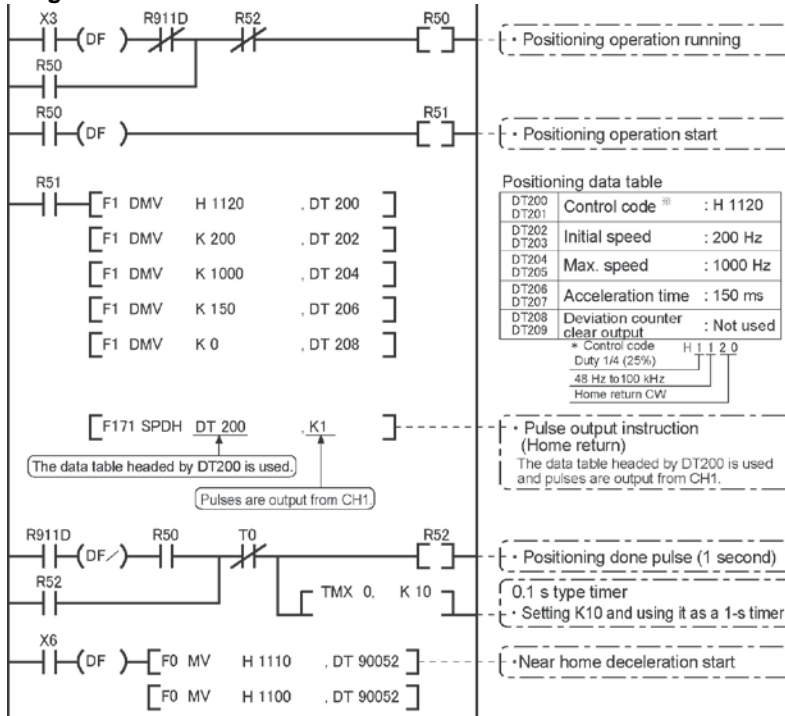 X3 R911D R52 R50
(DF ) · Positioning operation running
R50
R50 R51
(DF ) · Positioning operation start
R51
F1 DMV H 1120 , DT 200
F1 DMV K 200 , DT 202
F1 DMV K 1000 , DT 204
F1 DMV K 150 , DT 206
F1 DMV K 0 , DT 208
Positioning data table
DT200 DT201 Control code ※ : H 1120
DT202 DT203 Initial speed : 200 Hz
DT204 DT205 Max. speed : 1000 Hz
DT206 DT207 Acceleration time : 150 ms
DT208 DT209 Deviation counter clear output : Not used
* Control code H 1 1 2 0
Duty 1/4 (25%)
48 Hz to 100 kHz
Home return CW
F171 SPDH DT 200 , K1
The data table headed by DT200 is used.
Pulses are output from CH1.
· Pulse output instruction
(Home return)
The data table headed by DT200 is used
and pulses are output from CH1.
R911D R50 T0 R52
(DF/) · Positioning done pulse (1 second)
R52
TMX 0, K 10
0.1 s type timer
· Setting K10 and using it as a 1-s timer
X6
(DF ) F0 MV H 1110 , DT 90052 ·Near home deceleration start
F0 MV H 1100 , DT 90052